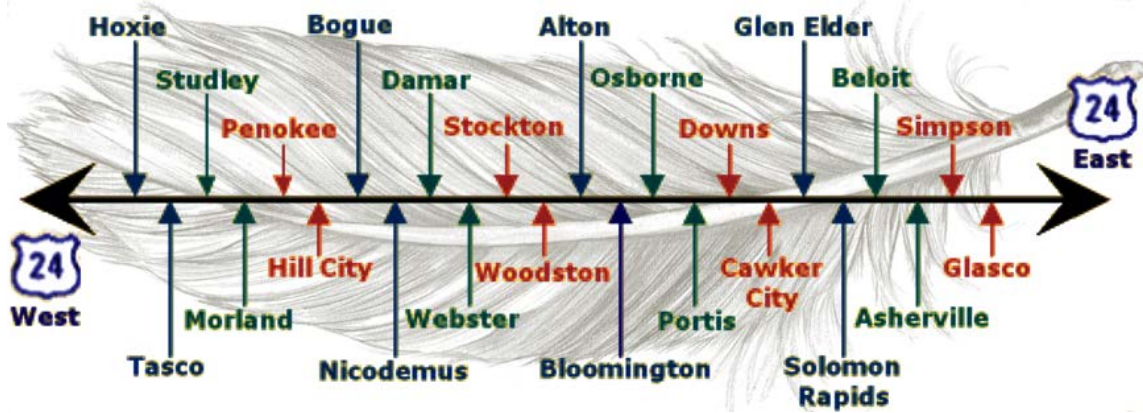 Hoxie
Bogue
Alton
Glen Elder
Studley
Damar
Osborne
Beloit
Penokee
Stockton
Downs
Simpson
24
East
24
West
Hill City
Woodston
Cawker
City
Glasco
Morland
Webster
Portis
Asherville
Tasco
Nicodemus
Bloomington
Solomon
Rapids